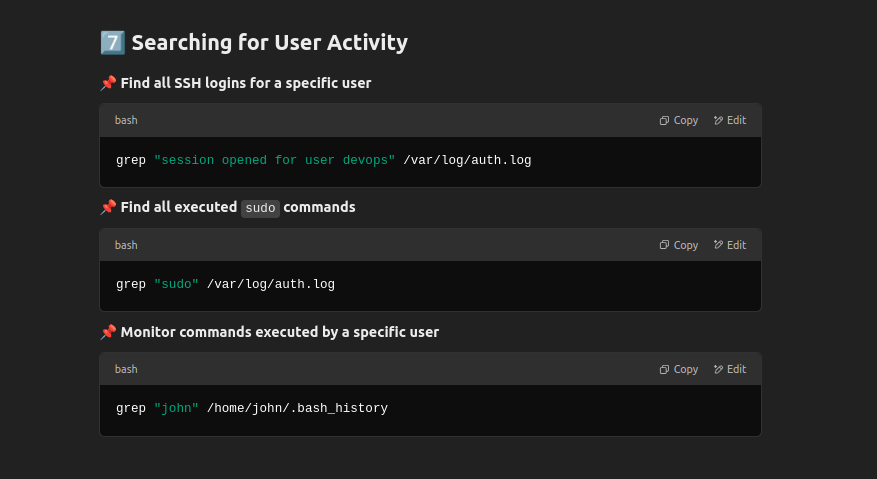 7️⃣ Searching for User Activity
📌 Find all SSH logins for a specific user
bash Copy Edit
grep "session opened for user devops" /var/log/auth.log
📌 Find all executed sudo commands
bash Copy Edit
grep "sudo" /var/log/auth.log
📌 Monitor commands executed by a specific user
bash Copy Edit
grep "john" /home/john/.bash_history